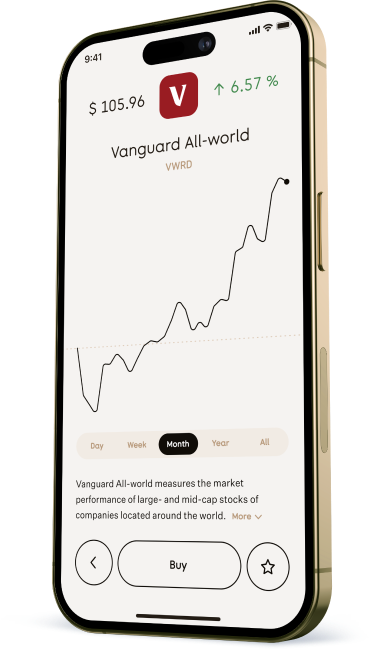 9:41
$ 105.96
V
↑ 6.57 %
Vanguard All-world
VWRD
Day Week Month Year All
Vanguard All-world measures the market
performance of large- and mid-cap stocks of
companies located around the world. More
Buy